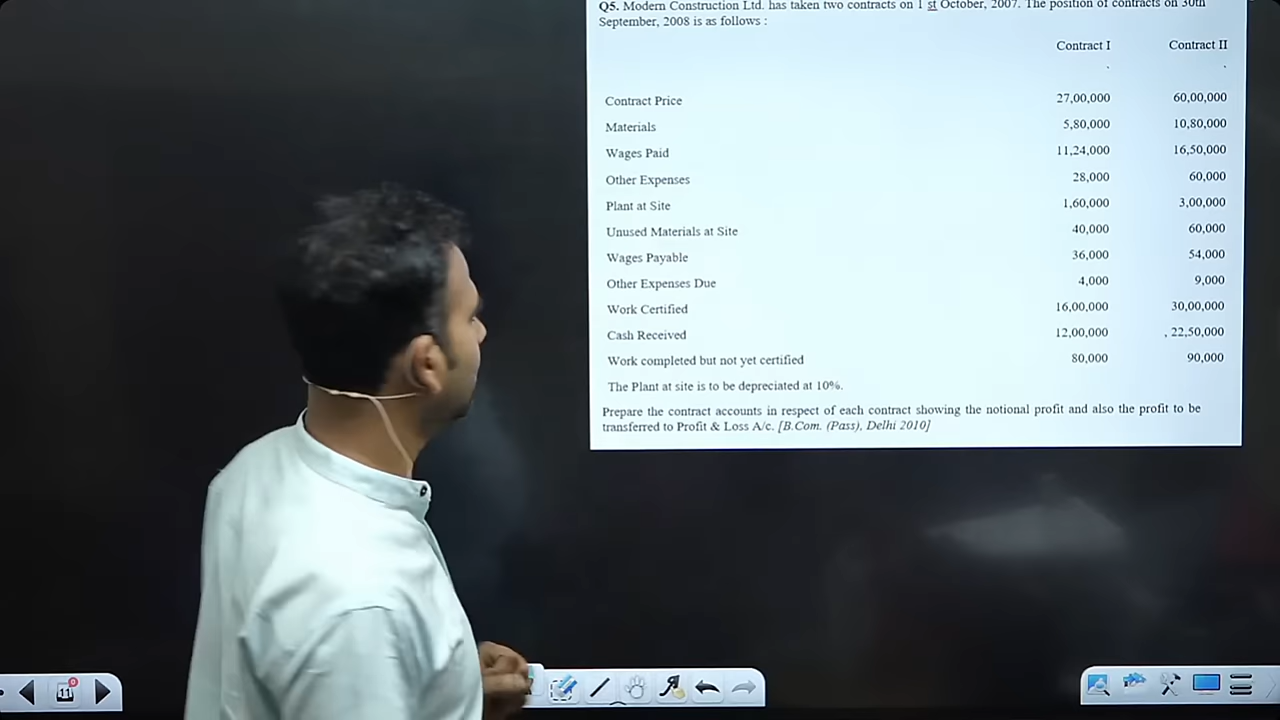 Q5. Modern Construction Ltd. has taken two contracts on 1 st October, 2007. The position of contracts on 30th
September, 2008 is as follows :
Contract I Contract II
Contract Price 27,00,000 60,00,000
Materials 5,80,000 10,80,000
Wages Paid 11,24,000 16,50,000
Other Expenses 28,000 60,000
Plant at Site 1,60,000 3,00,000
Unused Materials at Site 40,000 60,000
Wages Payable 36,000 54,000
Other Expenses Due 4,000 9,000
Work Certified 16,00,000 30,00,000
Cash Received 12,00,000 , 22,50,000
Work completed but not yet certified 80,000 90,000
The Plant at site is to be depreciated at 10%.
Prepare the contract accounts in respect of each contract showing the notional profit and also the profit to be
transferred to Profit & Loss A/c. [B.Com. (Pass), Delhi 2010]
11
0